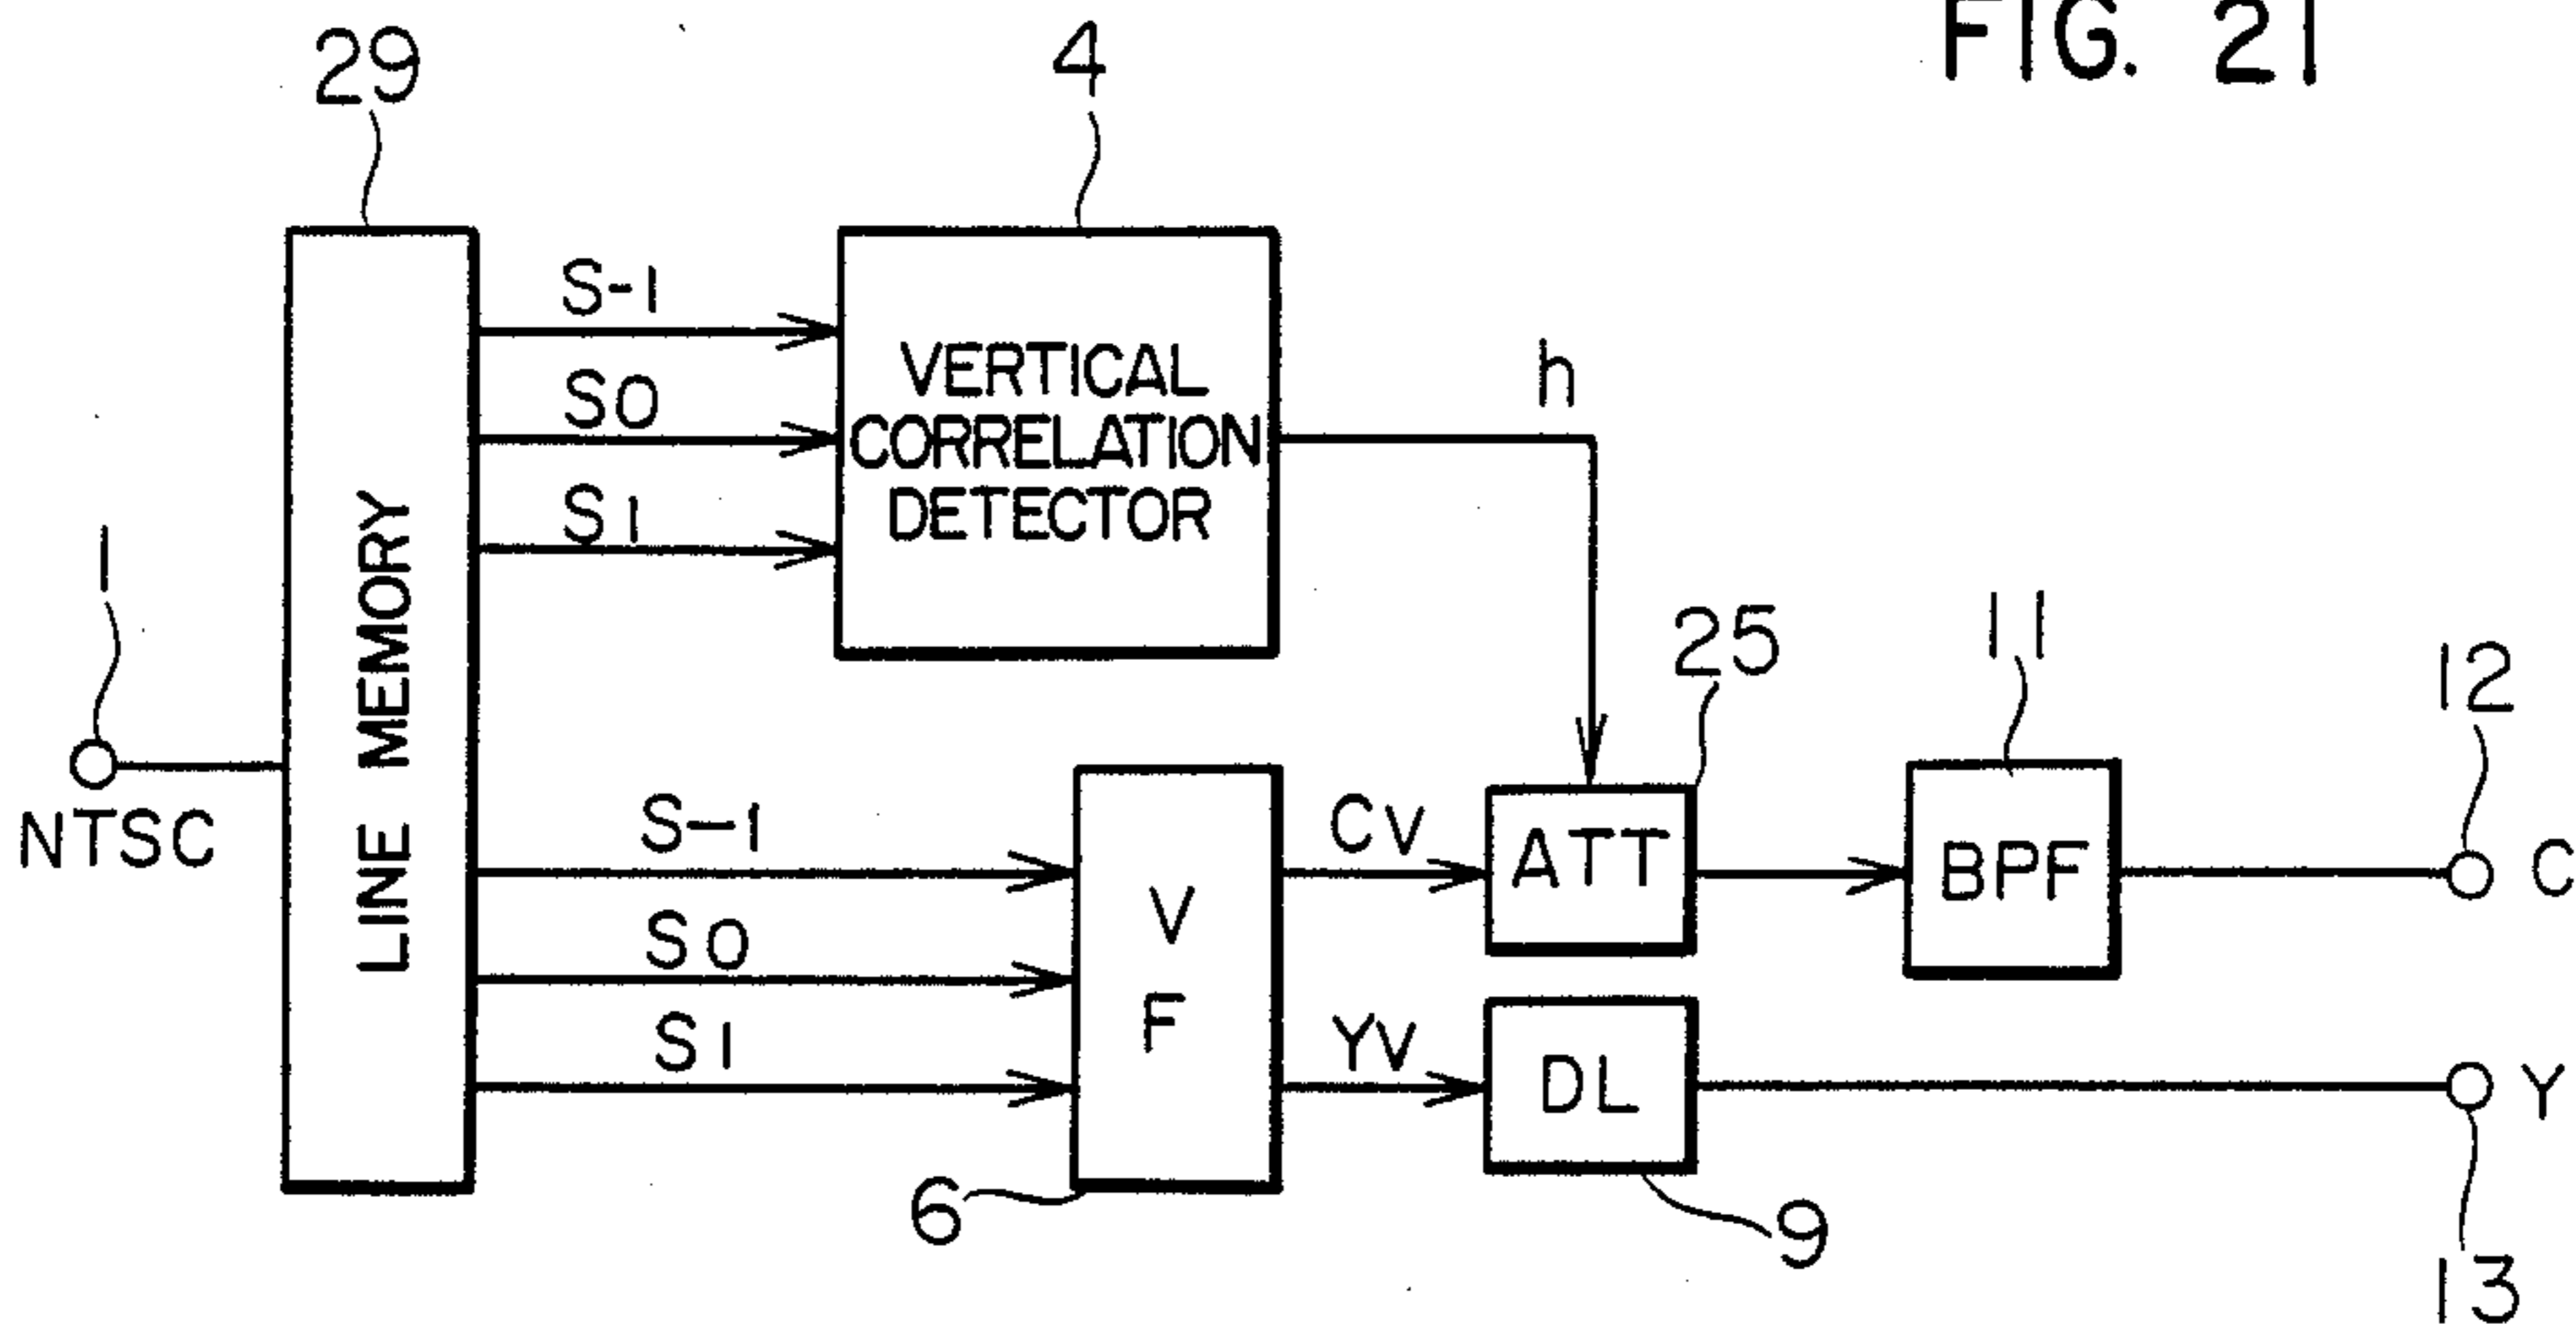 FIG. 21
29
4
S-1
S0
S1
VERTICAL
CORRELATION
DETECTOR
h
1
NTSC
LINE MEMORY
S-1
S0
S1
V
F
6
CV
YV
25
ATT
DL
9
11
BPF
12
C
Y
13